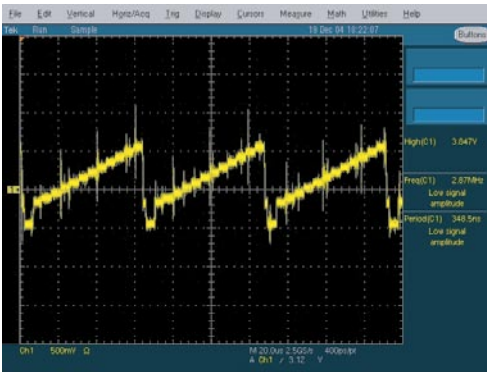 File Edit Vertical Horiz/Acq Trig Display Cursors Measure Math Utilities Help
Tek Run Sample 18 Dec 04 16:22:07 Buttons
High(C1) 3.847V
Freq(C1) 2.87MHz
Low signal
amplitude
Period(C1) 348.5ns
Low signal
amplitude
Ch1 500mV Ω M 20.0us 2.5GS/s 400ps/pt
A Ch1 / 3.12 V